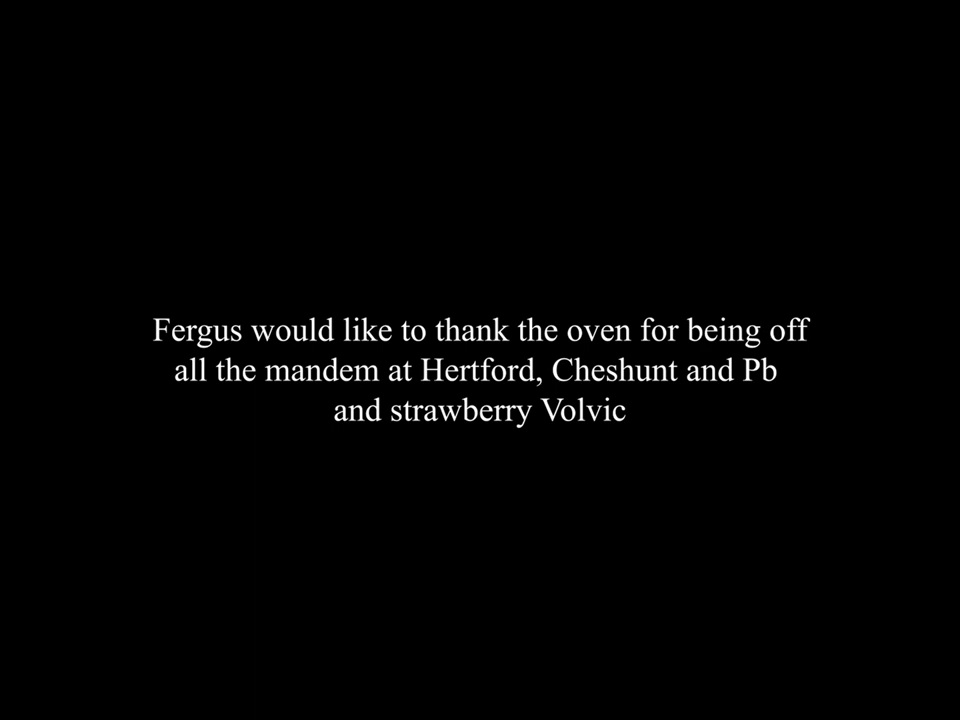 Fergus would like to thank the oven for being off
all the mandem at Hertford, Cheshunt and Pb
and strawberry Volvic